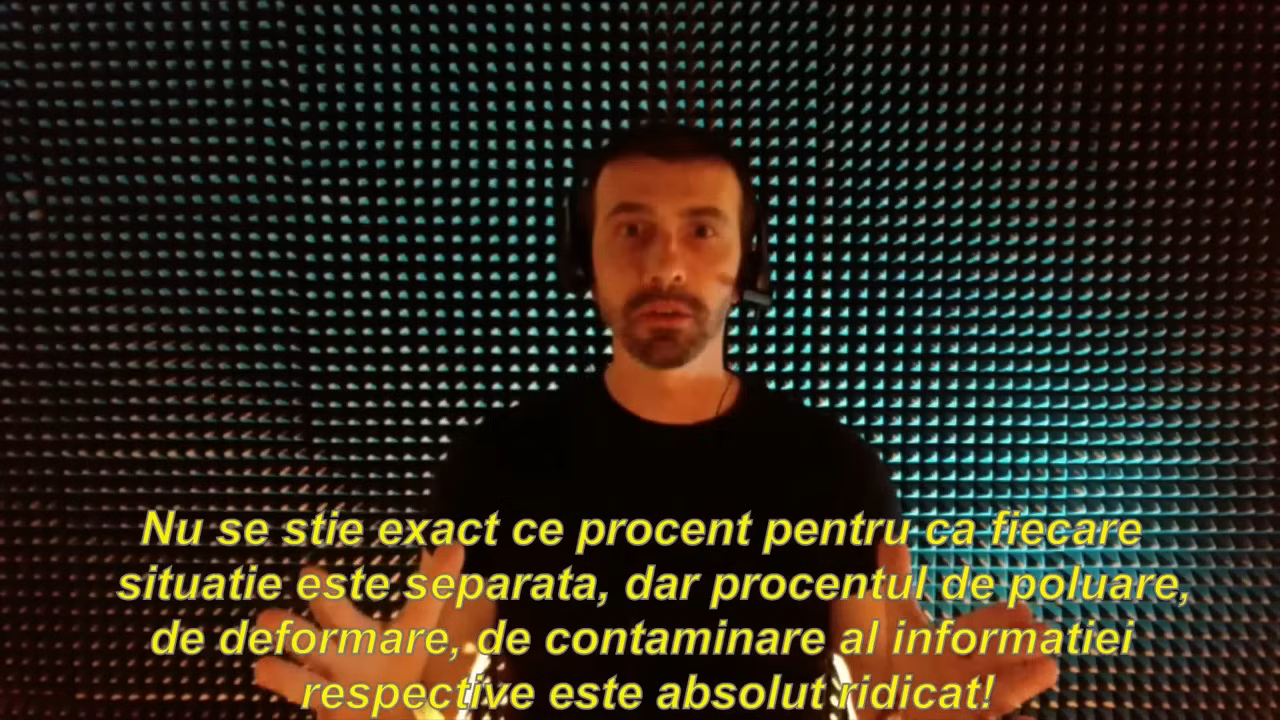 Nu se stie exact ce procent pentru ca fiecare
situatie este separata, dar procentul de poluare,
de deformare, de contaminare al informatiei
respective este absolut ridicat!